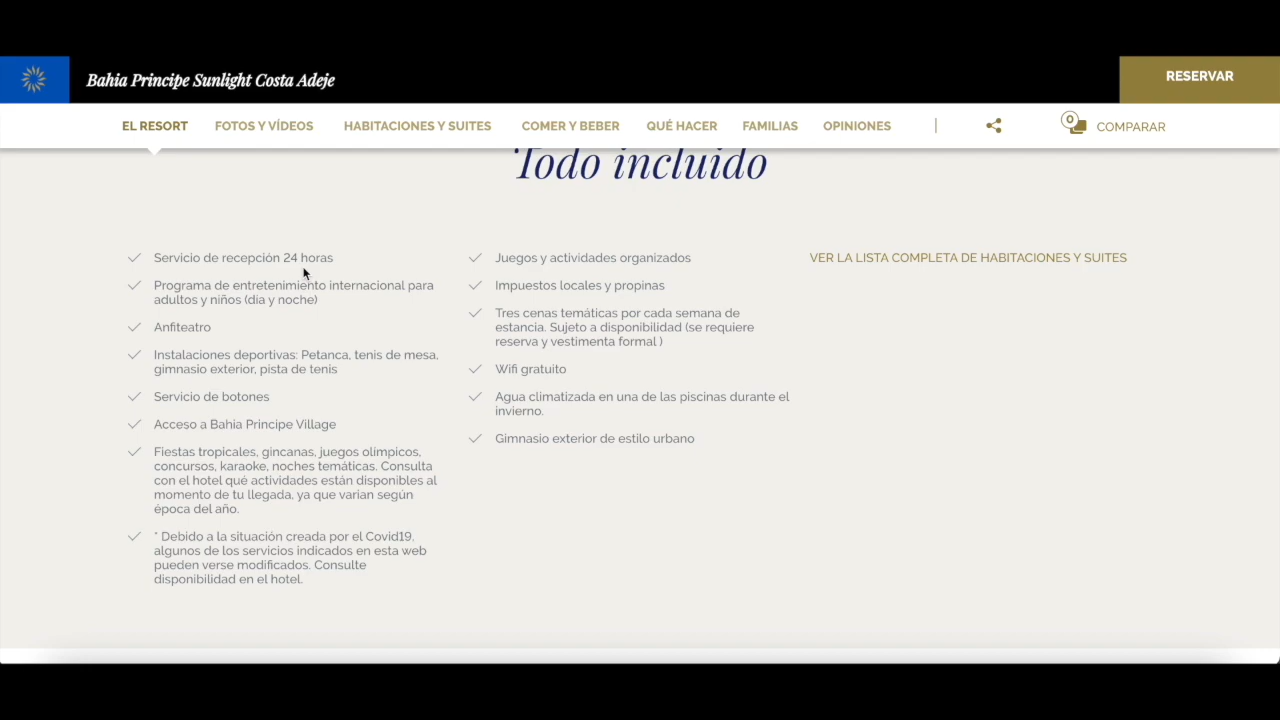 Bahia Principe Sunlight Costa Adeje
RESERVAR
EL RESORT
FOTOS Y VÍDEOS
HABITACIONES Y SUITES
COMER Y BEBER
QUÉ HACER
FAMILIAS
OPINIONES
0
COMPARAR
Todo incluido
Servicio de recepción 24 horas
Programa de entretenimiento internacional para
adultos y niños (día y noche)
Anfiteatro
Instalaciones deportivas: Petanca, tenis de mesa,
gimnasio exterior, pista de tenis
Servicio de botones
Acceso a Bahia Principe Village
Fiestas tropicales, gincanas, juegos olímpicos,
concursos, karaoke, noches temáticas. Consulta
con el hotel qué actividades están disponibles al
momento de tu llegada, ya que varian según
época del año.
* Debido a la situación creada por el Covid19,
algunos de los servicios indicados en esta web
pueden verse modificados. Consulte
disponibilidad en el hotel.
Juegos y actividades organizados
Impuestos locales y propinas
Tres cenas temáticas por cada semana de
estancia. Sujeto a disponibilidad (se requiere
reserva y vestimenta formal )
Wifi gratuito
Agua climatizada en una de las piscinas durante el
invierno.
Gimnasio exterior de estilo urbano
VER LA LISTA COMPLETA DE HABITACIONES Y SUITES